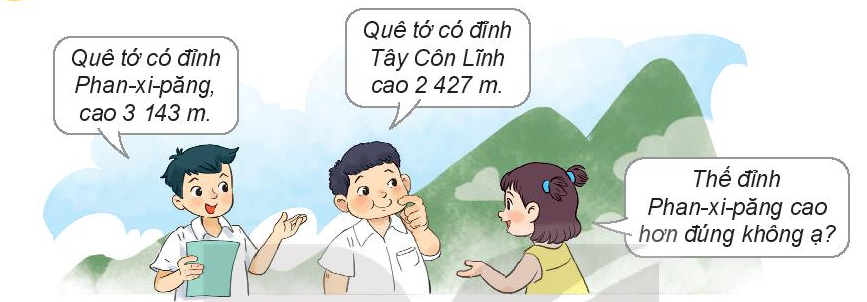 Quê tớ có đỉnh
Phan-xi-păng,
cao 3 143 m.
Quê tớ có đỉnh
Tây Côn Lĩnh
cao 2 427 m.
Thế đỉnh
Phan-xi-păng cao
hơn đúng không ạ?